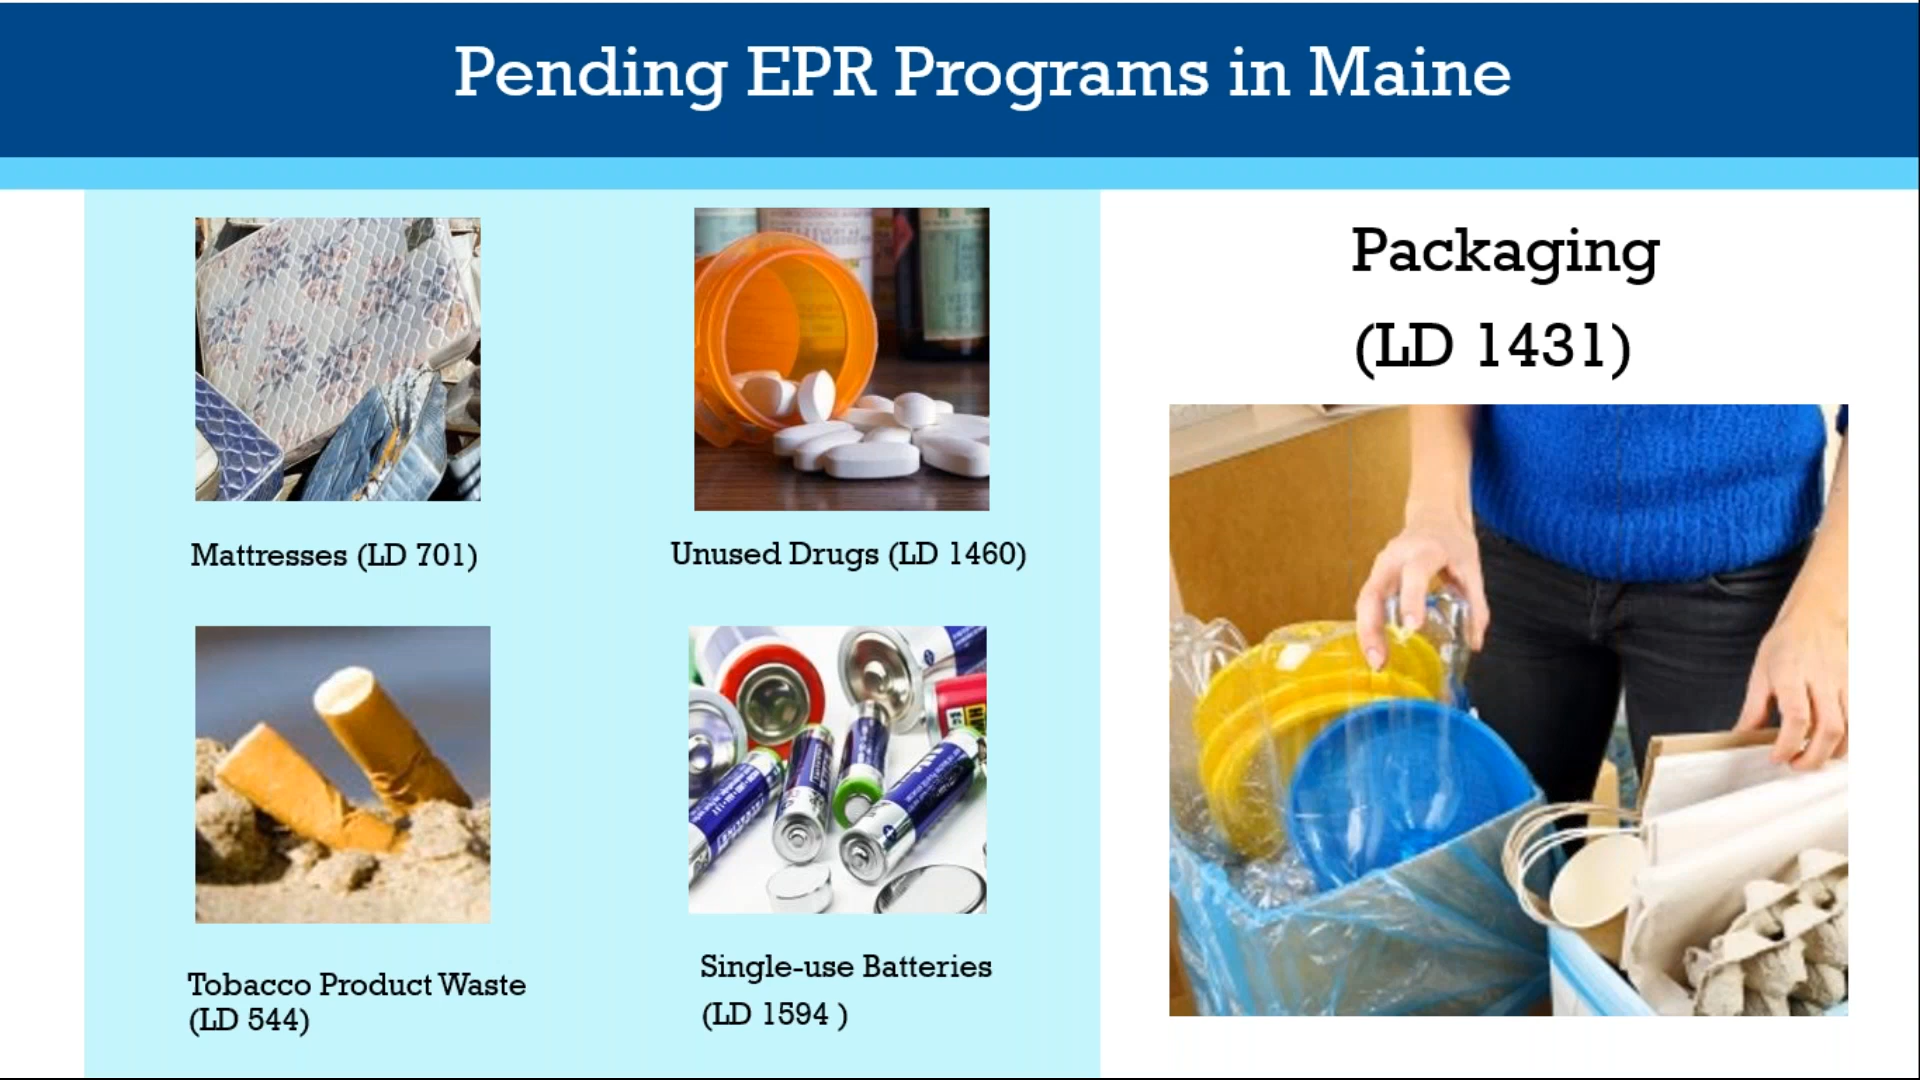 Pending EPR Programs in Maine
Mattresses (LD 701)
Unused Drugs (LD 1460)
Tobacco Product Waste
(LD 544)
Single-use Batteries
(LD 1594 )
Packaging
(LD 1431)